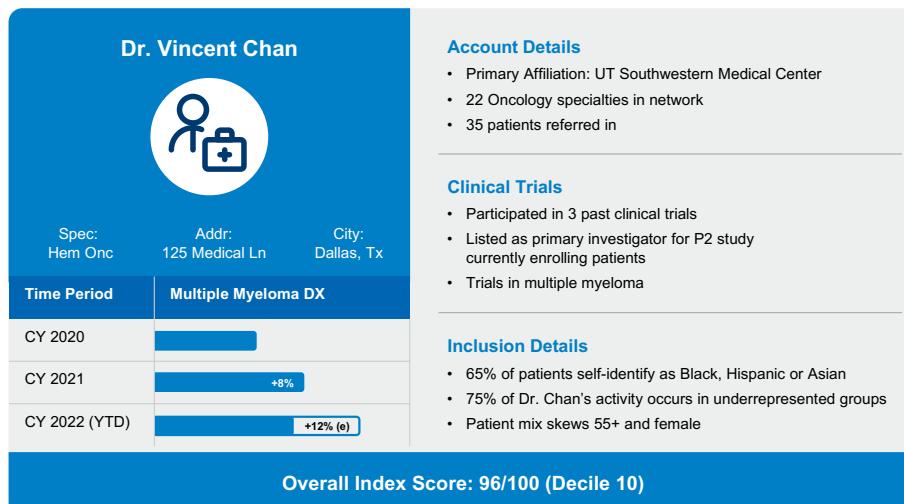 Dr. Vincent Chan
Spec:
Hem Onc
Addr:
125 Medical Ln
City:
Dallas, Tx
Time Period
Multiple Myeloma DX
CY 2020
CY 2021
+8%
CY 2022 (YTD)
+12% (e)
Account Details
• Primary Affiliation: UT Southwestern Medical Center
• 22 Oncology specialties in network
• 35 patients referred in
Clinical Trials
• Participated in 3 past clinical trials
• Listed as primary investigator for P2 study
currently enrolling patients
• Trials in multiple myeloma
Inclusion Details
• 65% of patients self-identify as Black, Hispanic or Asian
• 75% of Dr. Chan's activity occurs in underrepresented groups
• Patient mix skews 55+ and female
Overall Index Score: 96/100 (Decile 10)